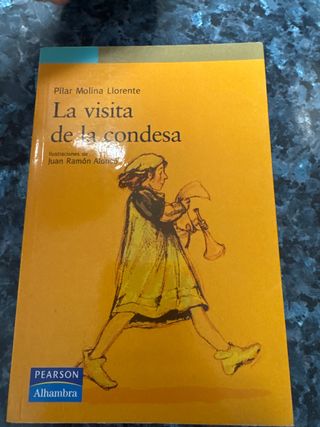 Pilar Molina Llorente
La visita
de la condesa
Ilustraciones de
Juan Ramón Alonso
PEARSON
Alhambra